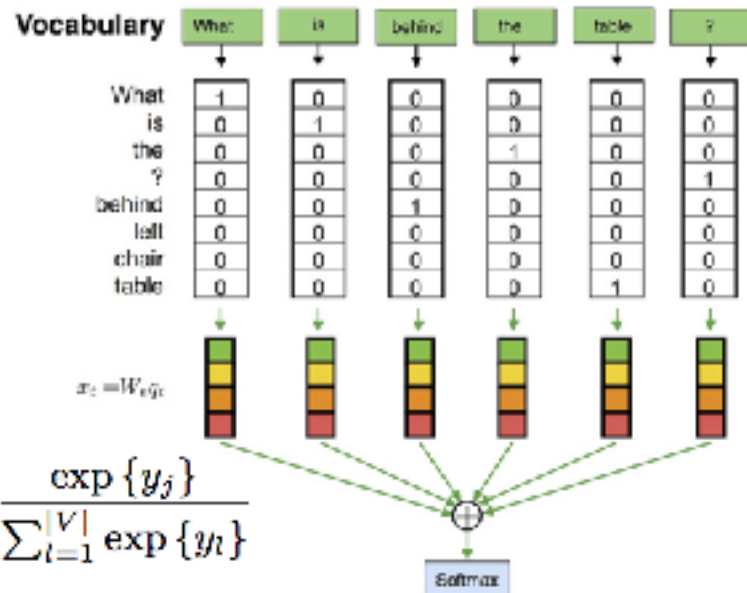 Vocabulary What is behind the table ?
What 1 0 0 0 0 0
is 0 1 0 0 0 0
the 0 0 0 1 0 0
? 0 0 0 0 0 1
behind 0 0 1 0 0 0
left 0 0 0 0 0 0
chair 0 0 0 0 0 0
table 0 0 0 0 1 0
exp {y_j}
∑_{l=1}^{|V|} exp {y_l}
Softmax